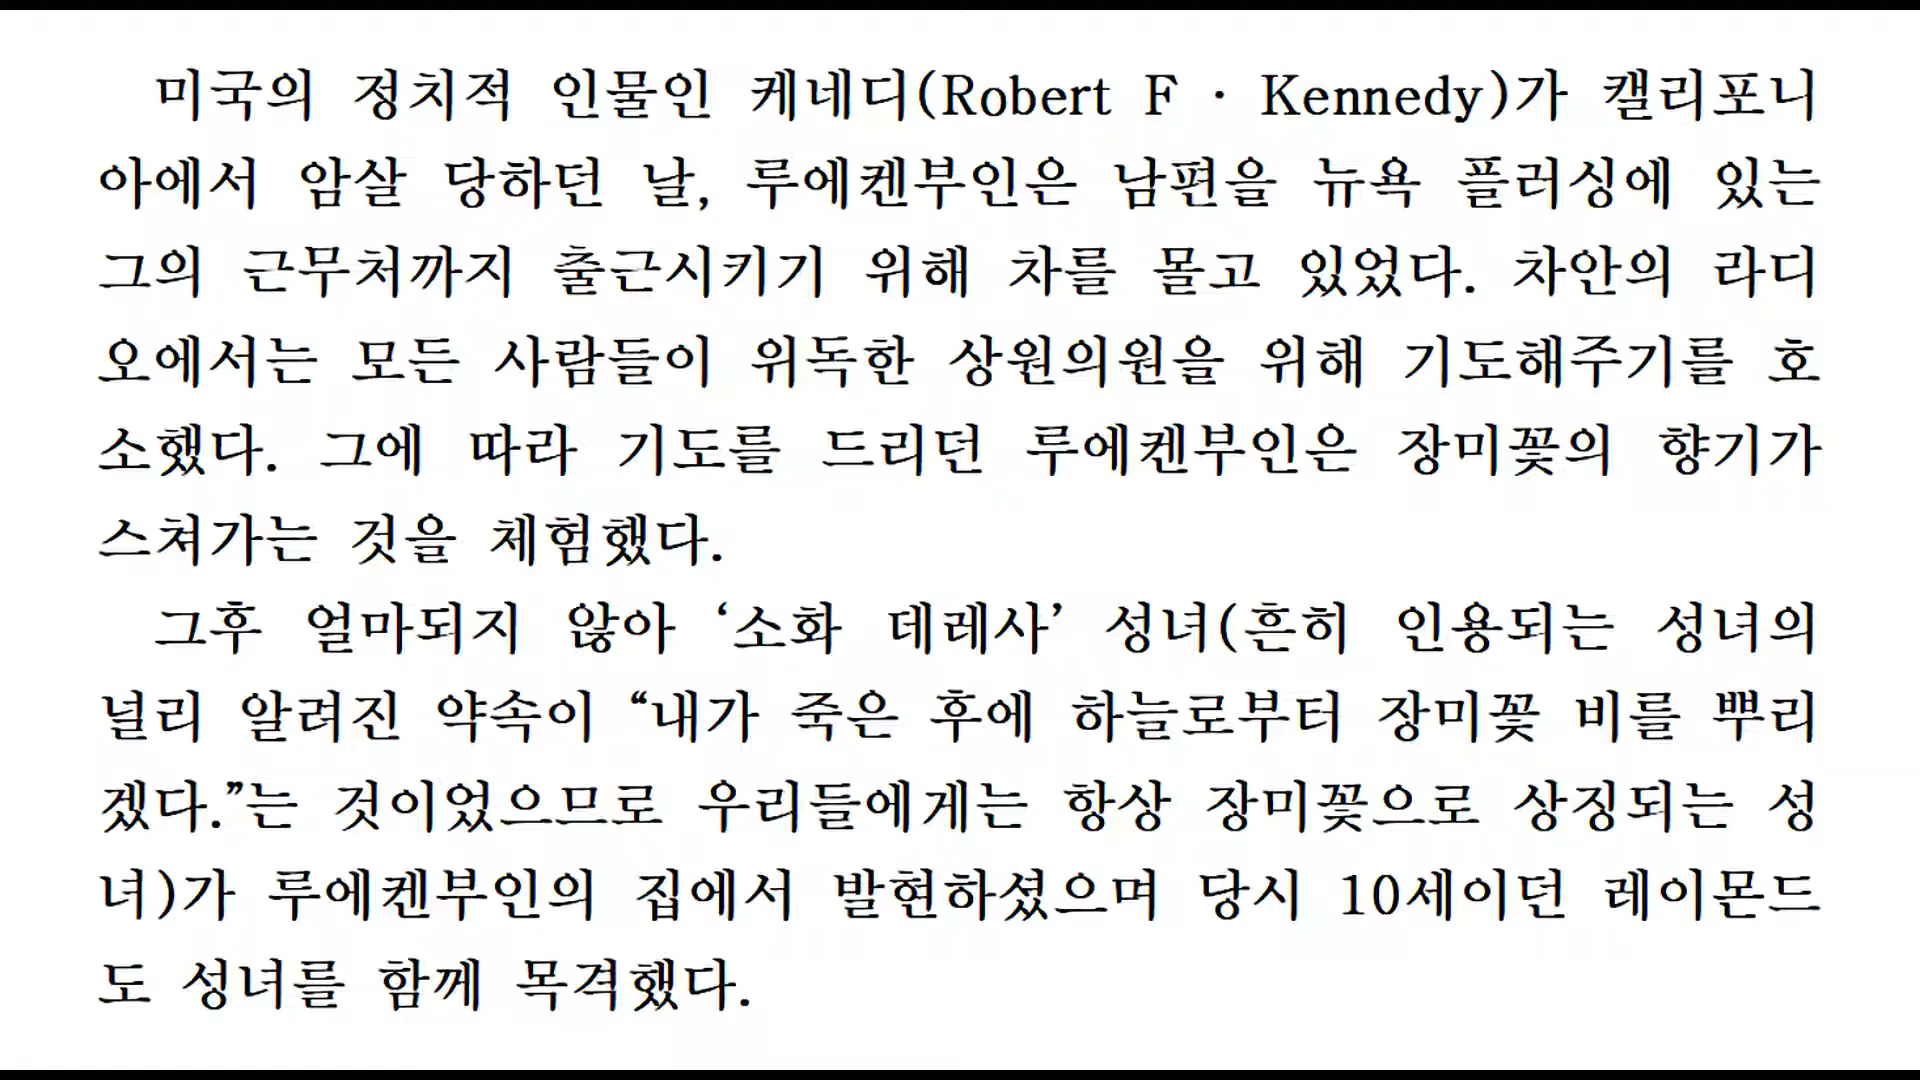 미국의 정치적 인물인 케네디(Robert F · Kennedy)가 캘리포니
아에서 암살 당하던 날, 루에켄부인은 남편을 뉴욕 플러싱에 있는
그의 근무처까지 출근시키기 위해 차를 몰고 있었다. 차안의 라디
오에서는 모든 사람들이 위독한 상원의원을 위해 기도해주기를 호
소했다. 그에 따라 기도를 드리던 루에켄부인은 장미꽃의 향기가
스쳐가는 것을 체험했다.
그후 얼마되지 않아 ‘소화 데레사’ 성녀(흔히 인용되는 성녀의
널리 알려진 약속이 “내가 죽은 후에 하늘로부터 장미꽃 비를 뿌리
겠다.”는 것이었으므로 우리들에게는 항상 장미꽃으로 상징되는 성
녀)가 루에켄부인의 집에서 발현하셨으며 당시 10세이던 레이몬드
도 성녀를 함께 목격했다.